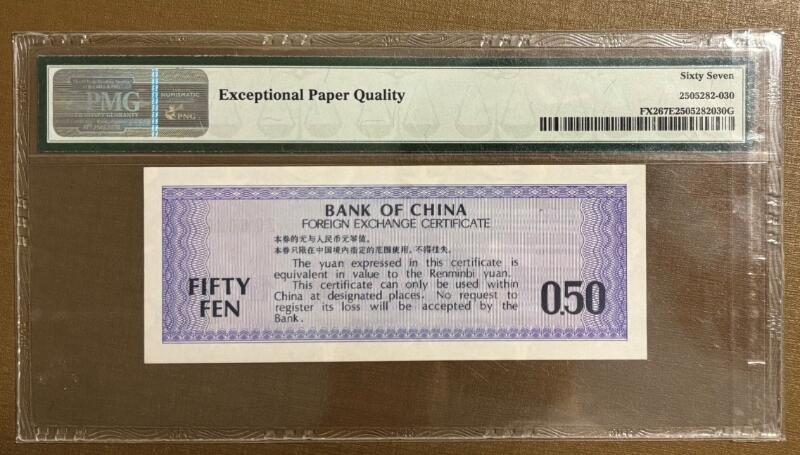 PMG
NUMISMATIC
PNG
Exceptional Paper Quality
Sixty Seven
2505282-030
FX267E2505282030G
BANK OF CHINA
FOREIGN EXCHANGE CERTIFICATE
本券的元与人民币元等值。
本券只限在中国境内指定的范围使用，不得挂失。
The yuan expressed in this certificate is
equivalent in value to the Renminbi yuan.
This certificate can only be used within
China at designated places. No request to
register its loss will be accepted by the
Bank.
FIFTY
FEN
0.50